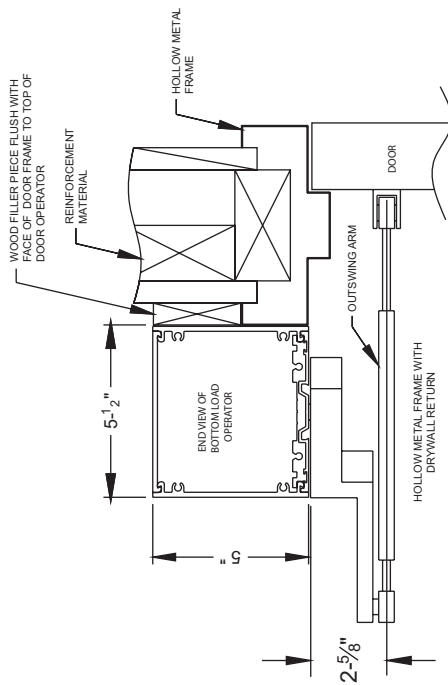 WOOD FILLER PIECE FLUSH WITH
FACE OF DOOR FRAME TO TOP OF
DOOR OPERATOR
REINFORCEMENT
MATERIAL
HOLLOW METAL
FRAME
5-1/2"
END VIEW OF
BOTTOM LOAD
OPERATOR
5"
DOOR
OUTSWING ARM
HOLLOW METAL FRAME WITH
DRYWALL RETURN
2-5/8"